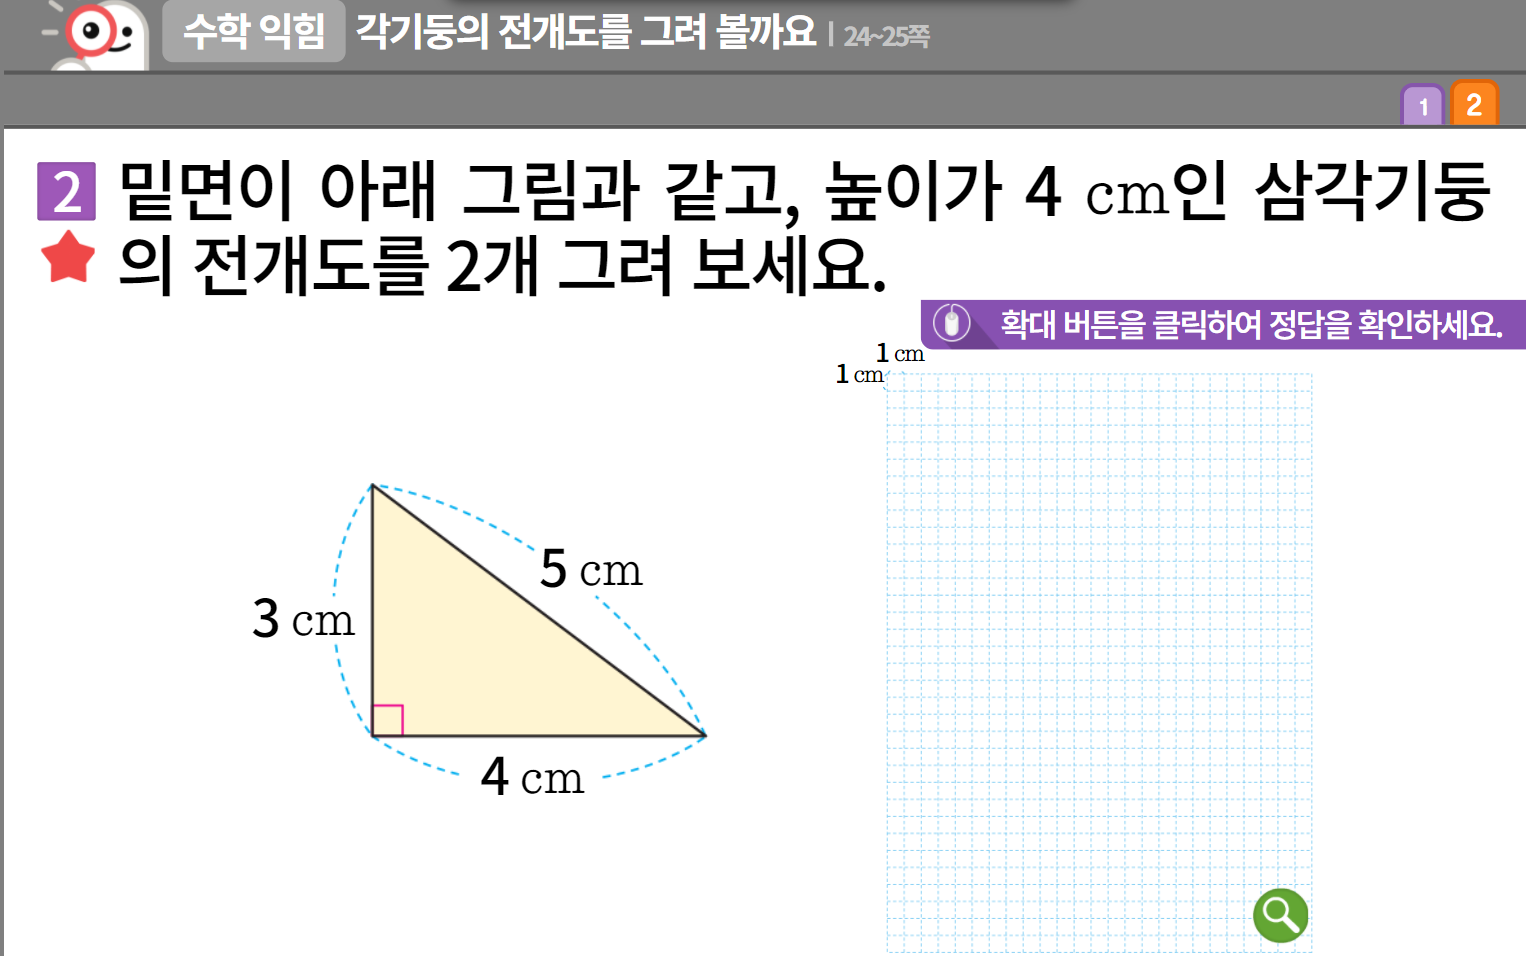 수학 익힘 각기둥의 전개도를 그려 볼까요 | 24~25쪽
1 2
2 밑면이 아래 그림과 같고, 높이가 4 cm인 삼각기둥
의 전개도를 2개 그려 보세요.
확대 버튼을 클릭하여 정답을 확인하세요.
1 cm
1 cm
5 cm
3 cm
4 cm